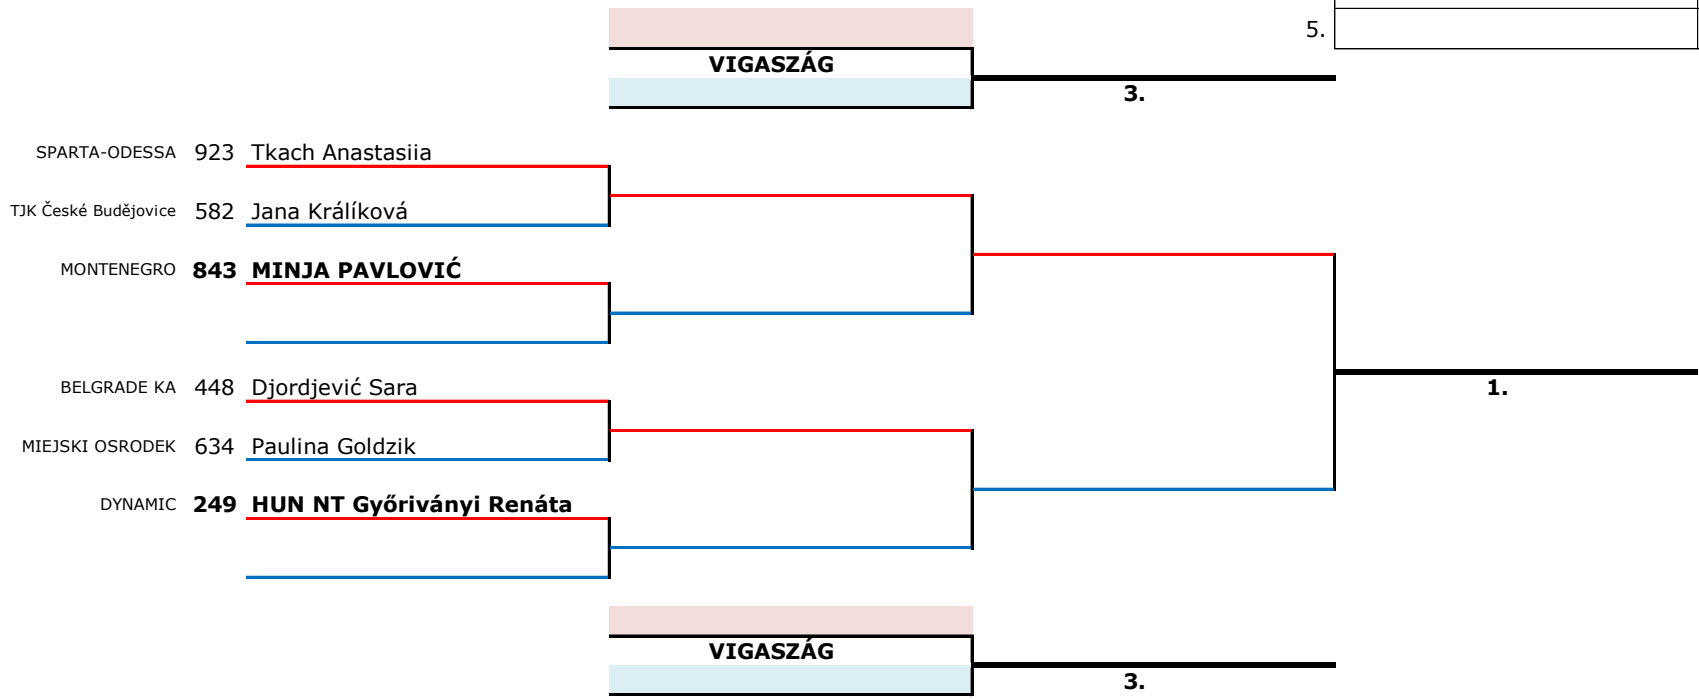 5.
VIGASZÁG
3.
SPARTA-ODESSA 923 Tkach Anastasiia
TJK České Budějovice 582 Jana Králíková
MONTENEGRO 843 MINJA PAVLOVIĆ
BELGRADE KA 448 Djordjević Sara
1.
MIEJSKI OSRODEK 634 Paulina Goldzik
DYNAMIC 249 HUN NT Győriványi Renáta
VIGASZÁG
3.